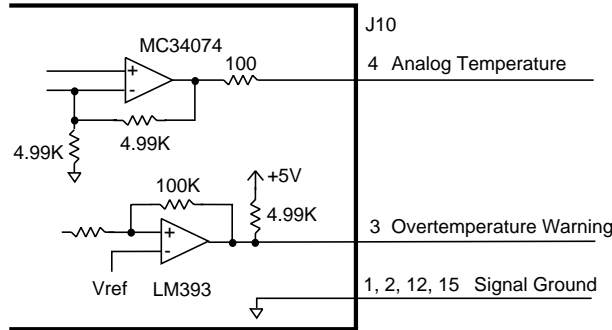 J10
MC34074
100
4 Analog Temperature
+
-
4.99K
4.99K
+5V
100K
4.99K
3 Overtemperature Warning
+
-
Vref
LM393
1, 2, 12, 15 Signal Ground